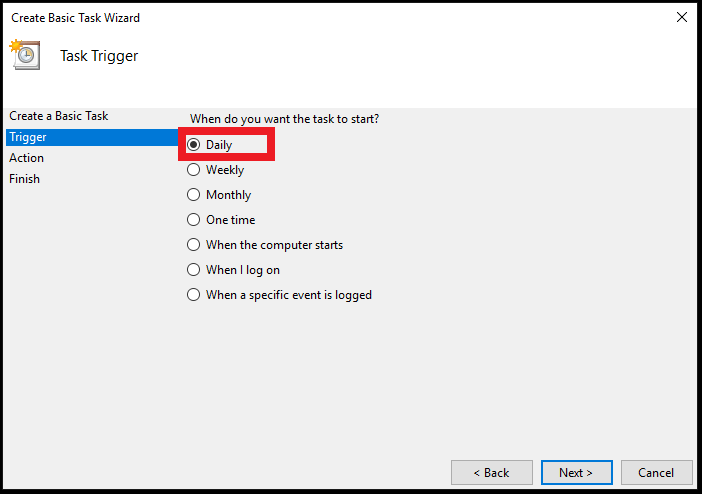 Create Basic Task Wizard
Task Trigger
Create a Basic Task
Trigger
Action
Finish
When do you want the task to start?
Daily
Weekly
Monthly
One time
When the computer starts
When I log on
When a specific event is logged
< Back
Next >
Cancel